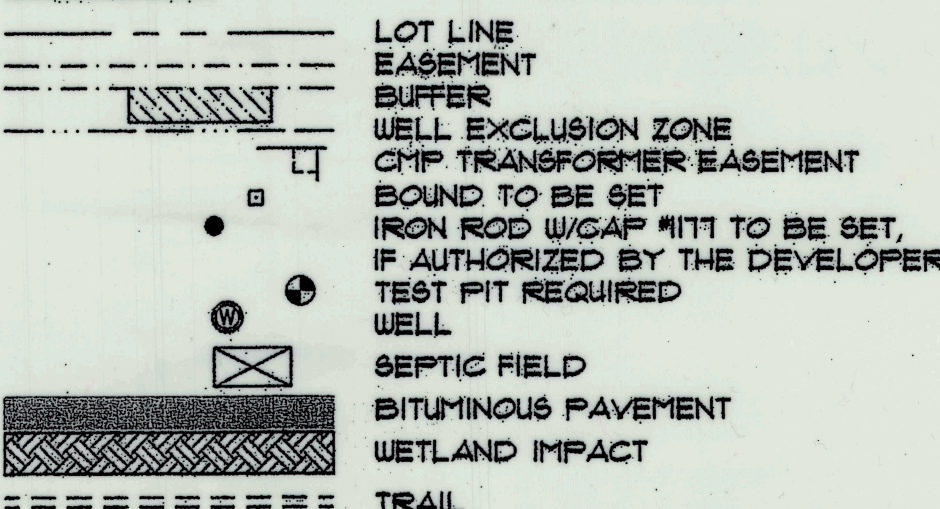 LOT LINE
EASEMENT
BUFFER
WELL EXCLUSION ZONE
CMP TRANSFORMER EASEMENT
BOUND TO BE SET
IRON ROD W/CAP #1177 TO BE SET,
IF AUTHORIZED BY THE DEVELOPER
TEST PIT REQUIRED
W WELL
SEPTIC FIELD
BITUMINOUS PAVEMENT
WETLAND IMPACT
TRAIL